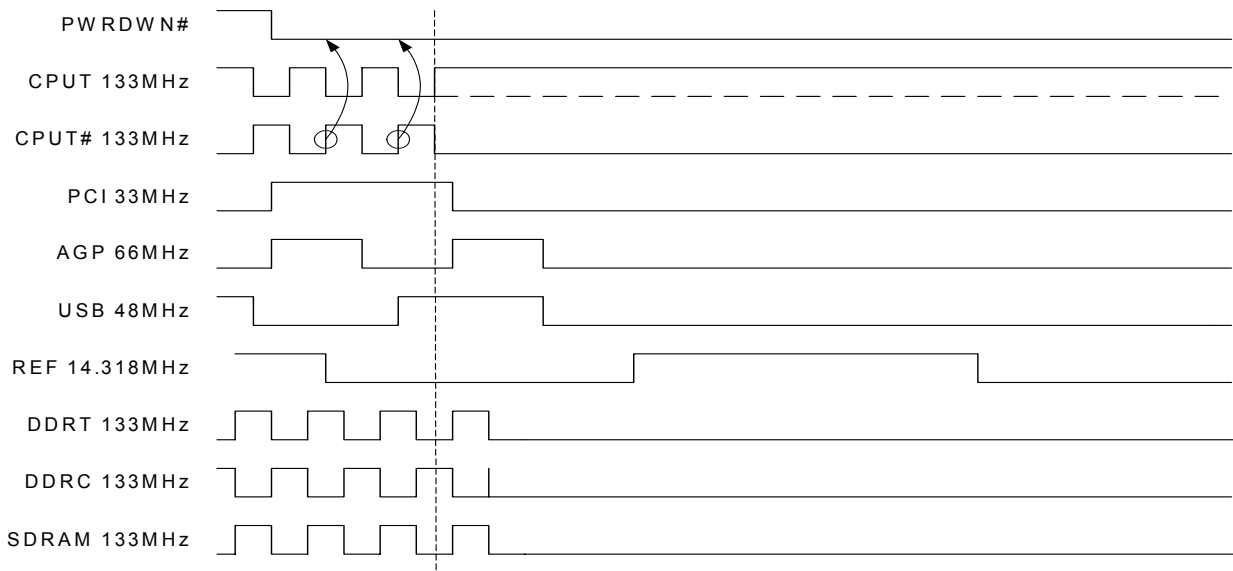 PWRDWN#
CPUT 133MHz
CPUT# 133MHz
PCI 33MHz
AGP 66MHz
USB 48MHz
REF 14.318MHz
DDRT 133MHz
DDRC 133MHz
SDRAM 133MHz